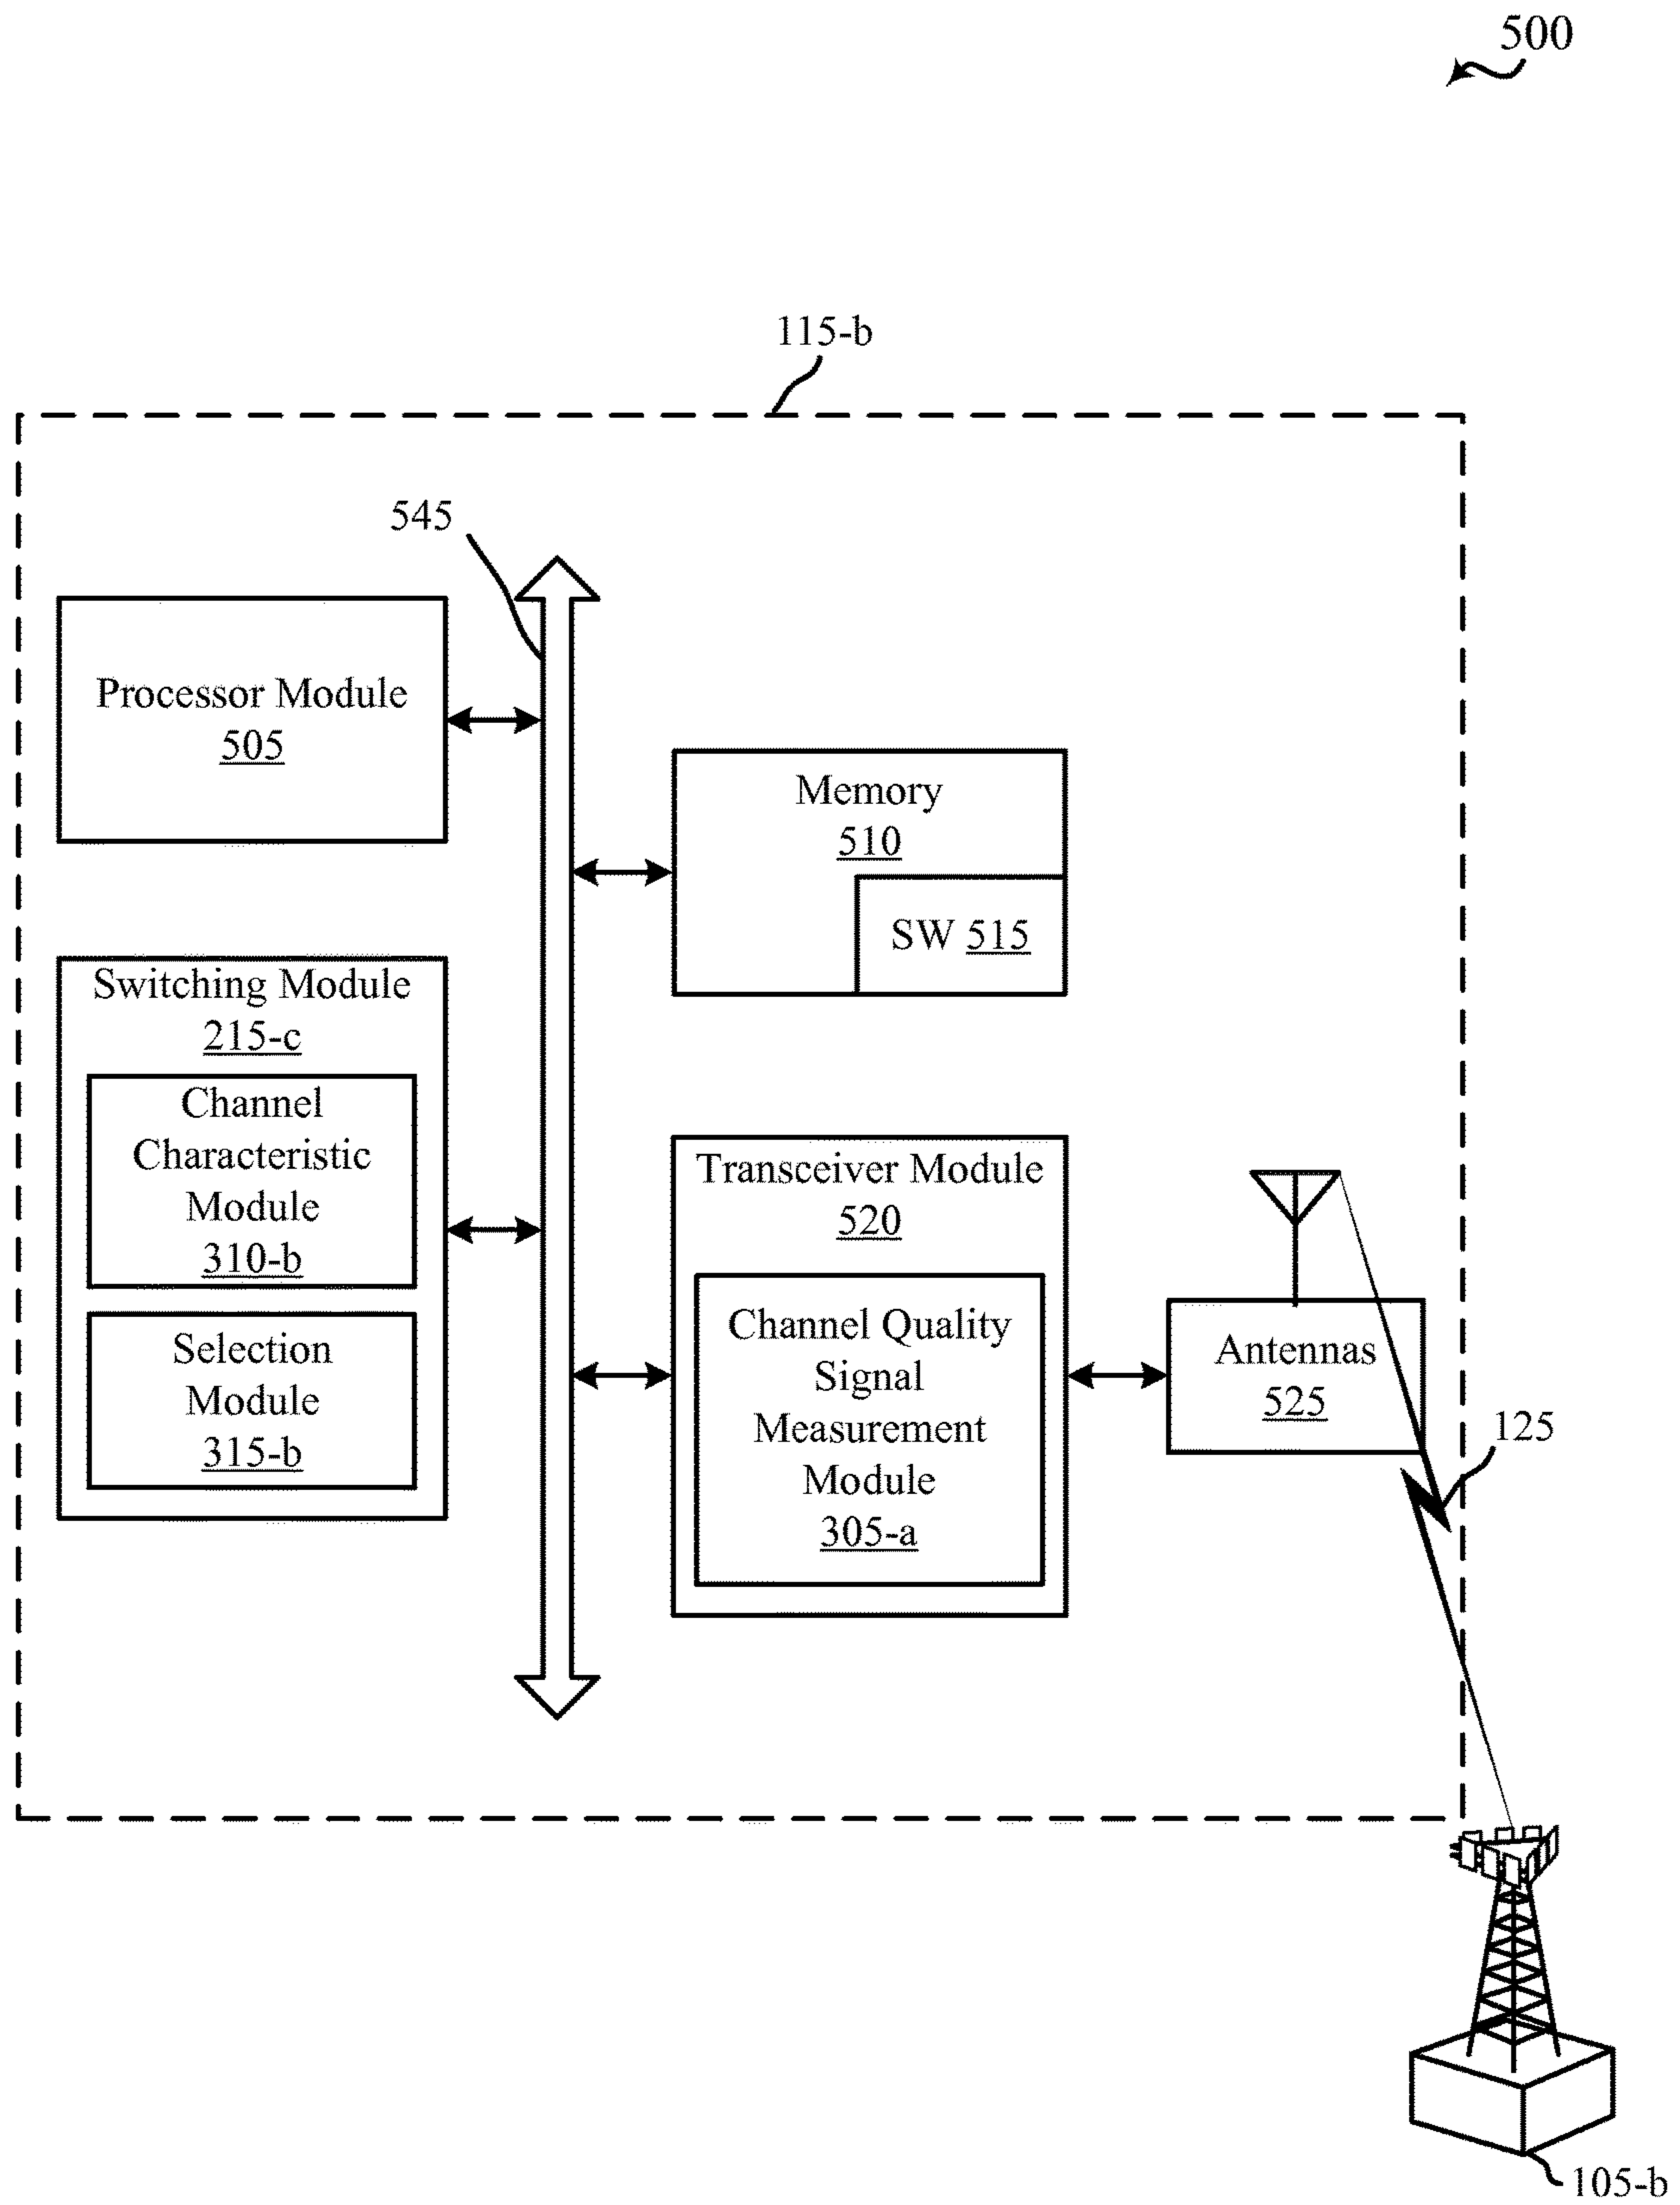 500
115-b
545
Processor Module
505
Memory
510
SW 515
Switching Module
215-c
Channel
Characteristic
Module
310-b
Selection
Module
315-b
Transceiver Module
520
Channel Quality
Signal
Measurement
Module
305-a
Antennas
525
125
105-b